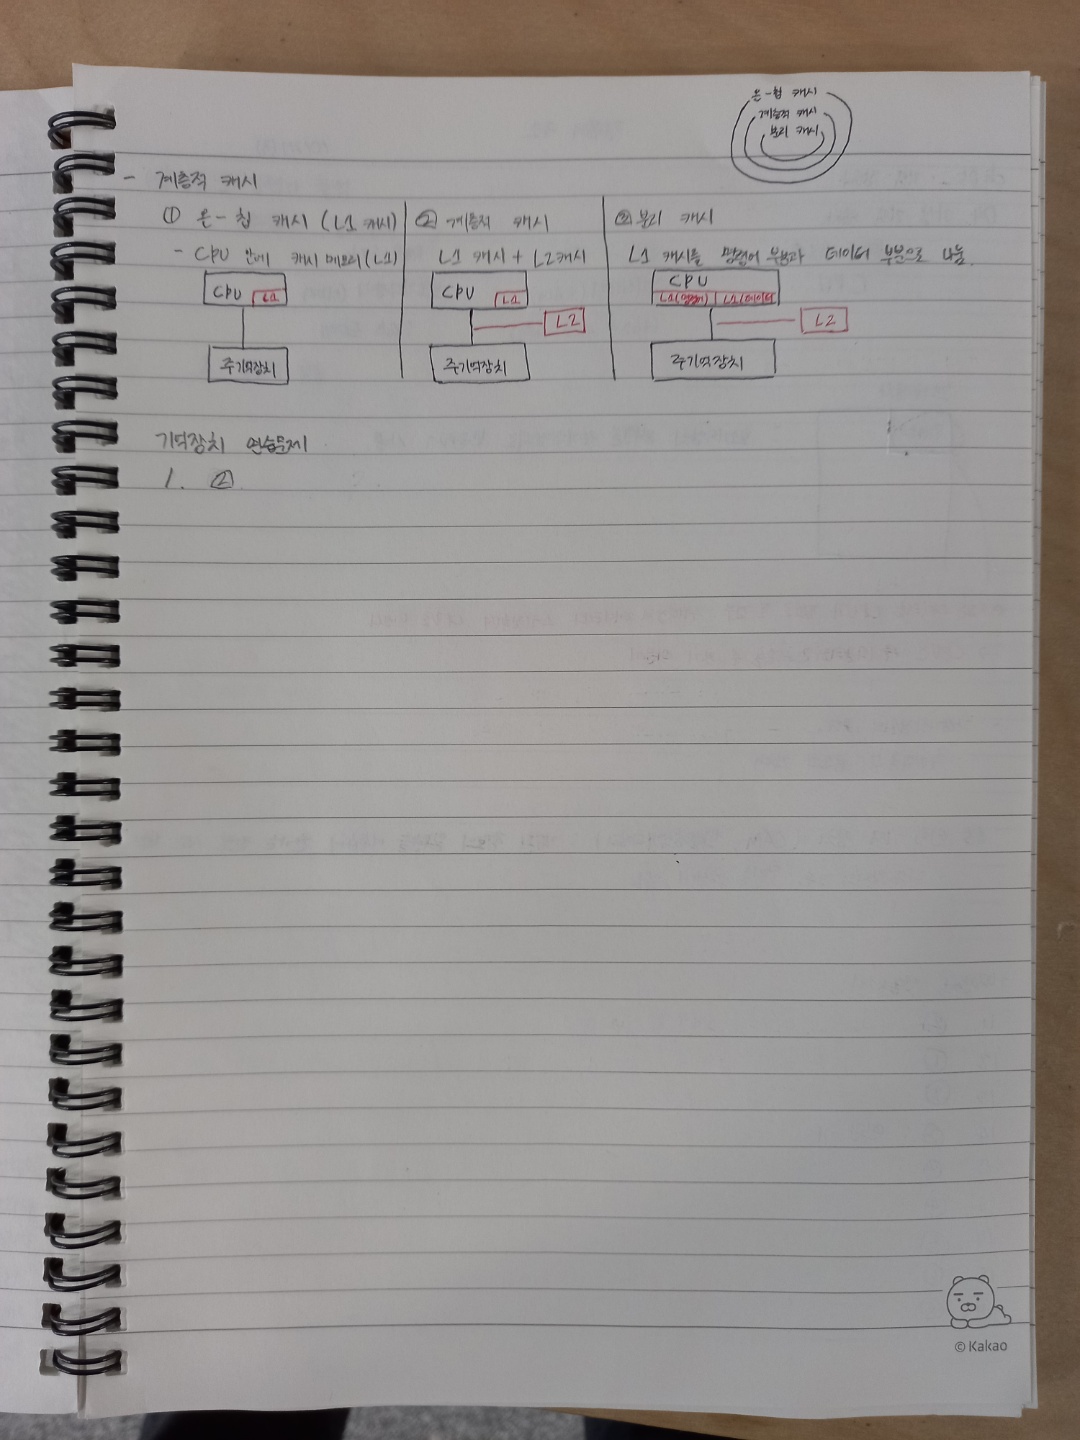 온-칩 캐시
계층적 캐시
분리 캐시
- 계층적 캐시
① 온-칩 캐시 (L1 캐시)
- CPU 안에 캐시 메모리(L1)
CPU L1
주기억장치
② 계층적 캐시
L1 캐시 + L2캐시
CPU L1
L2
주기억장치
③ 분리 캐시
L1 캐시를 명령어 부분과 데이터 부분으로 나눔.
CPU
L1(명령어) L1(데이터)
L2
주기억장치
기억장치 연습문제
1. ②
© Kakao